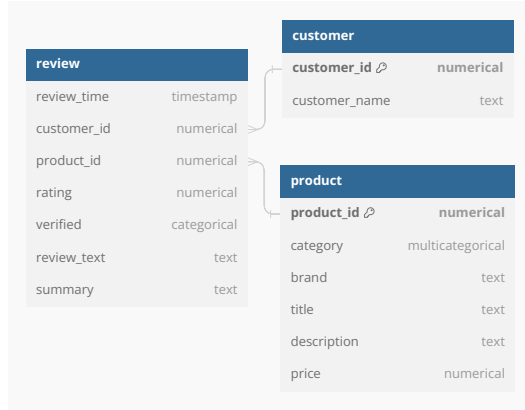 review
review_time timestamp
customer_id numerical
product_id numerical
rating numerical
verified categorical
review_text text
summary text
customer
customer_id numerical
customer_name text
product
product_id numerical
category multicategorical
brand text
title text
description text
price numerical